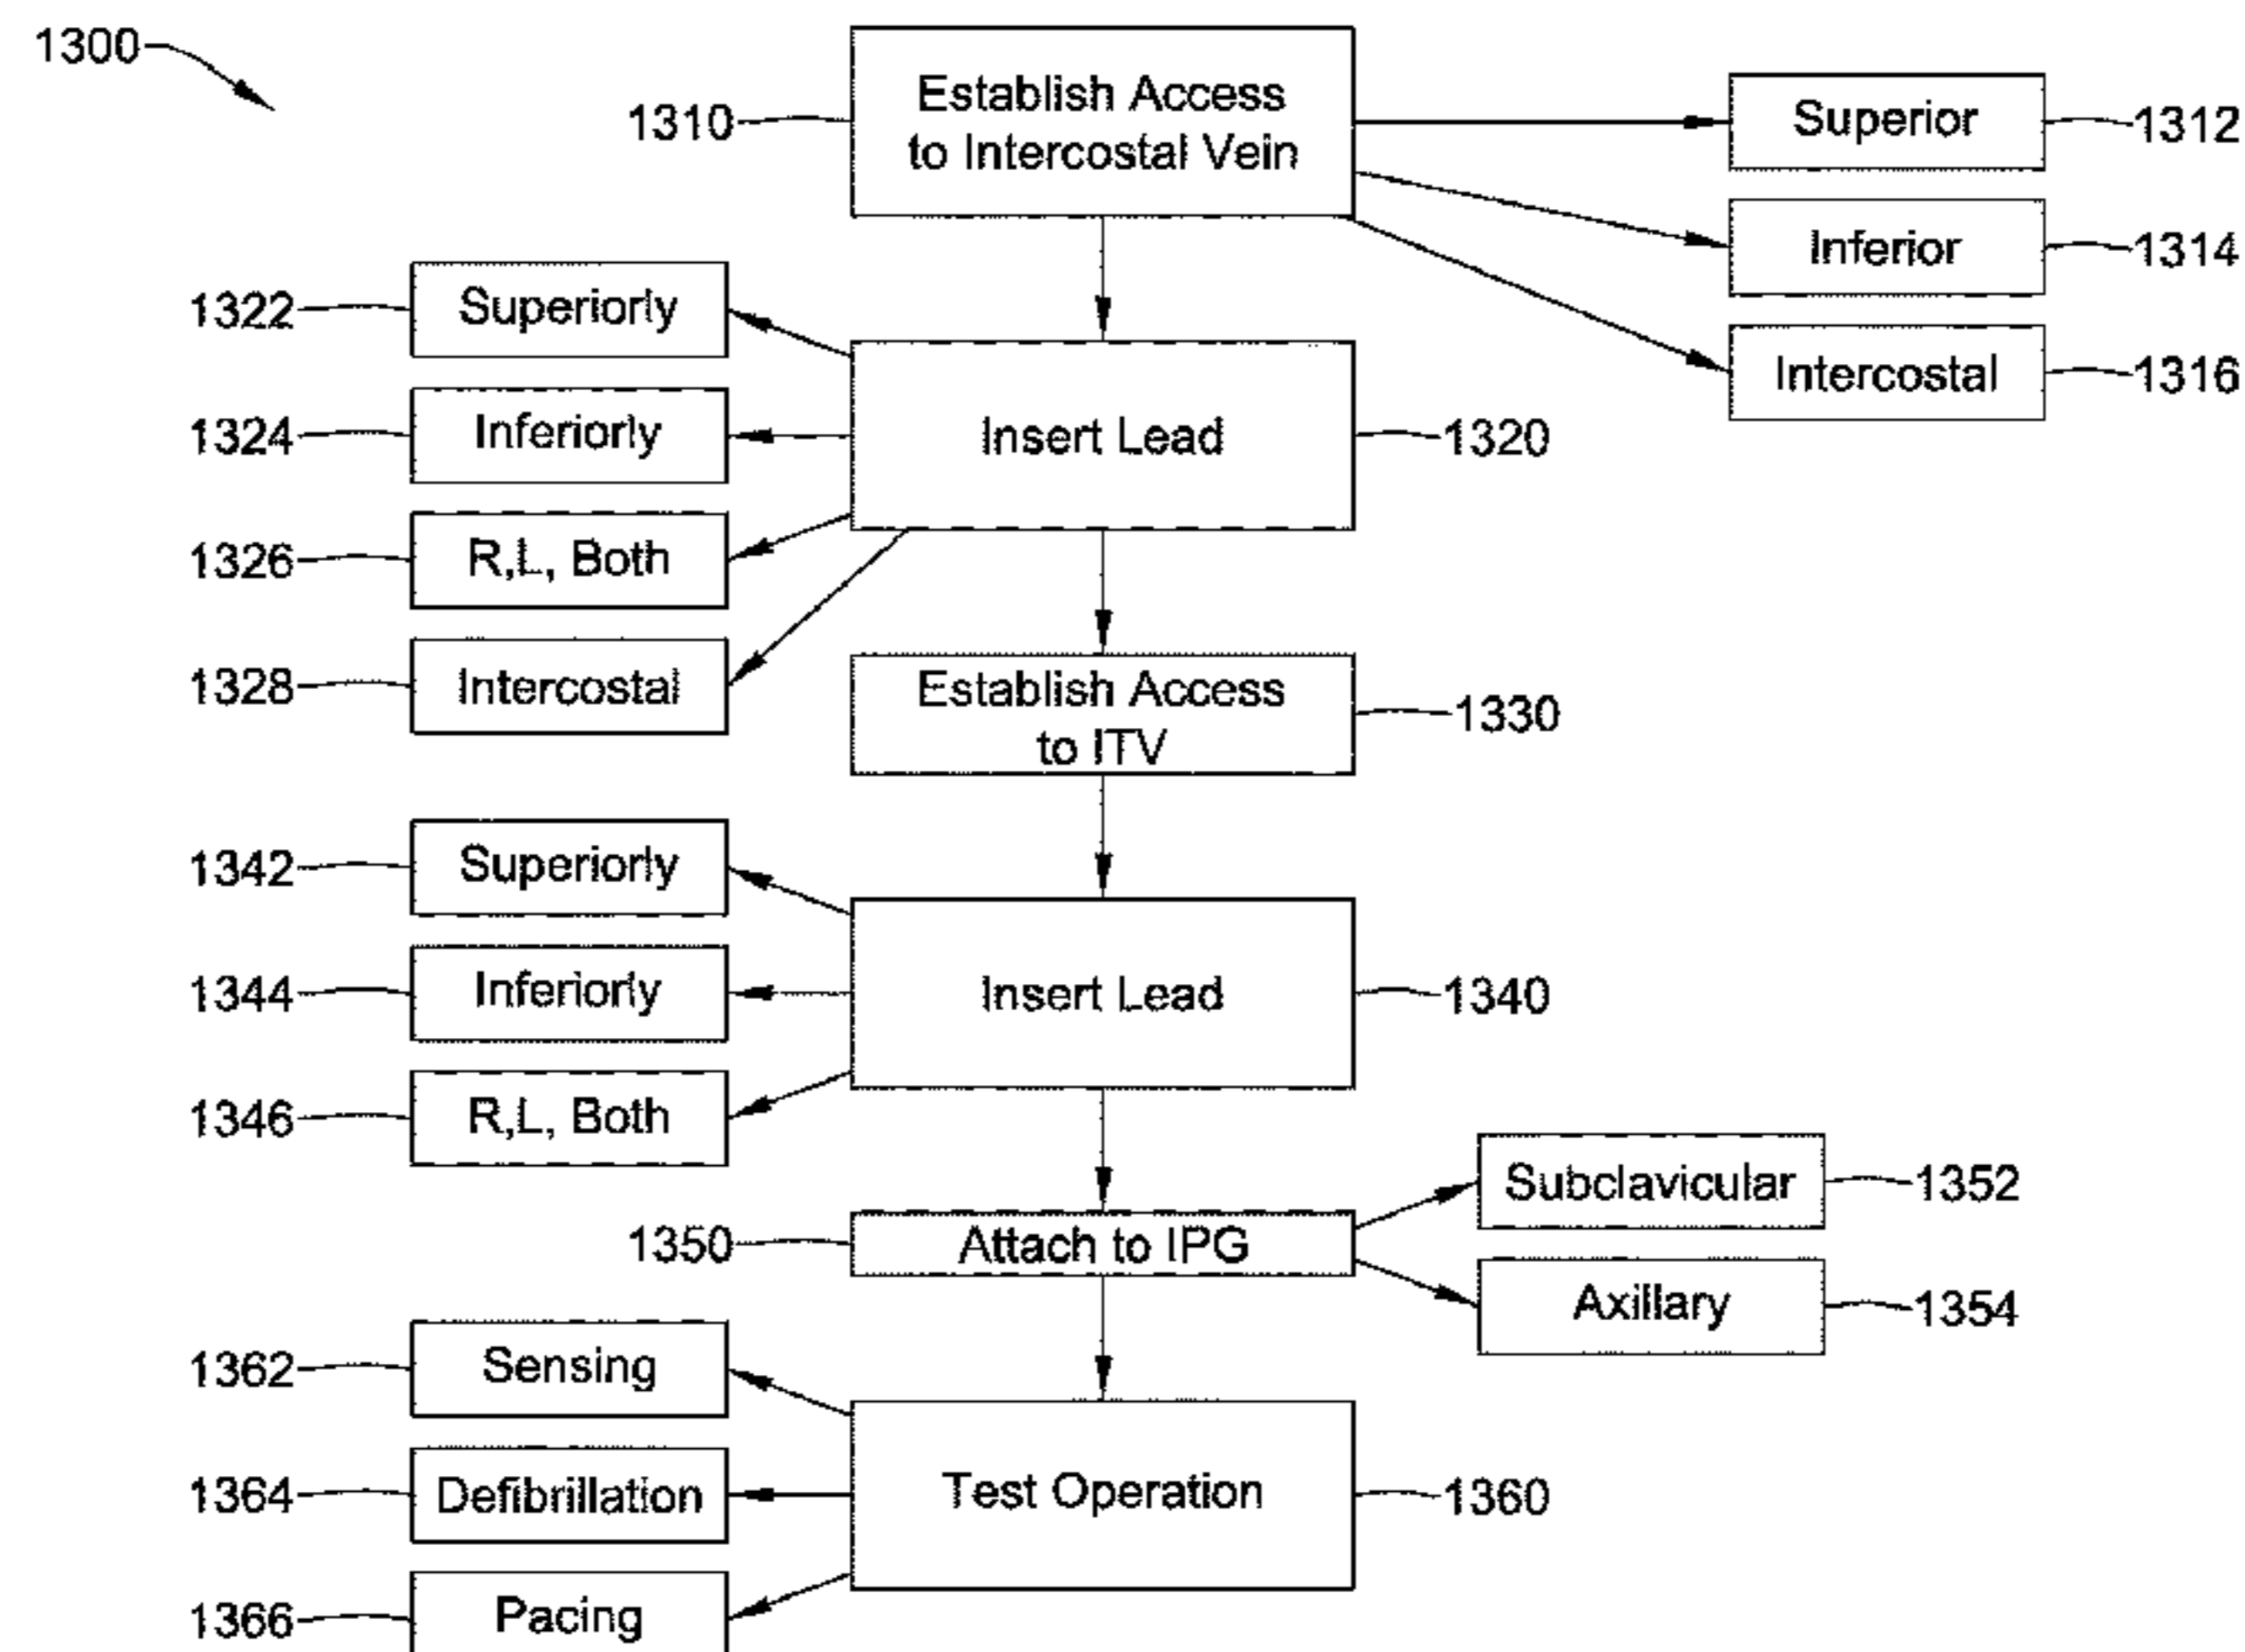 1300
1310
Establish Access
to Intercostal Vein
Superior
1312
Inferior
1314
Intercostal
1316
1322
Superiorly
1324
Inferiorly
Insert Lead
1320
1326
R,L, Both
1328
Intercostal
Establish Access
to ITV
1330
1342
Superiorly
1344
Inferiorly
Insert Lead
1340
1346
R,L, Both
1350
Attach to IPG
Subclavicular
1352
Axillary
1354
1362
Sensing
1364
Defibrillation
Test Operation
1360
1366
Pacing